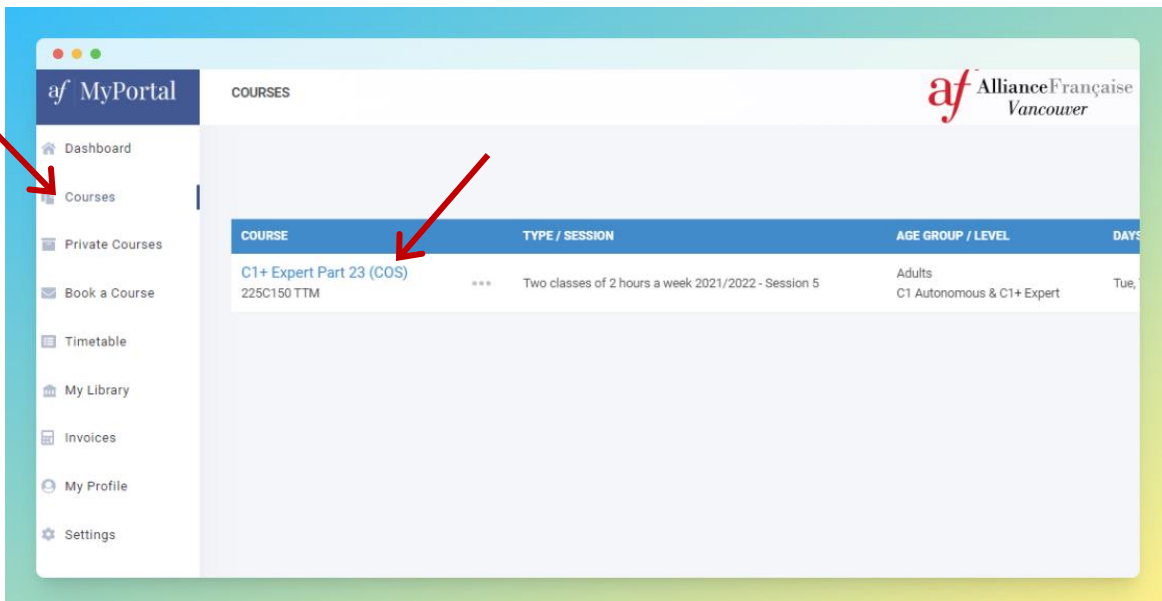 af MyPortal
COURSES
af AllianceFrançaise
Vancouver
Dashboard
Courses
Private Courses
Book a Course
Timetable
My Library
Invoices
My Profile
Settings
COURSE TYPE / SESSION AGE GROUP / LEVEL DAYS
C1+ Expert Part 23 (COS)
225C150 TTM
Two classes of 2 hours a week 2021/2022 - Session 5
Adults
C1 Autonomous & C1+ Expert
Tue,